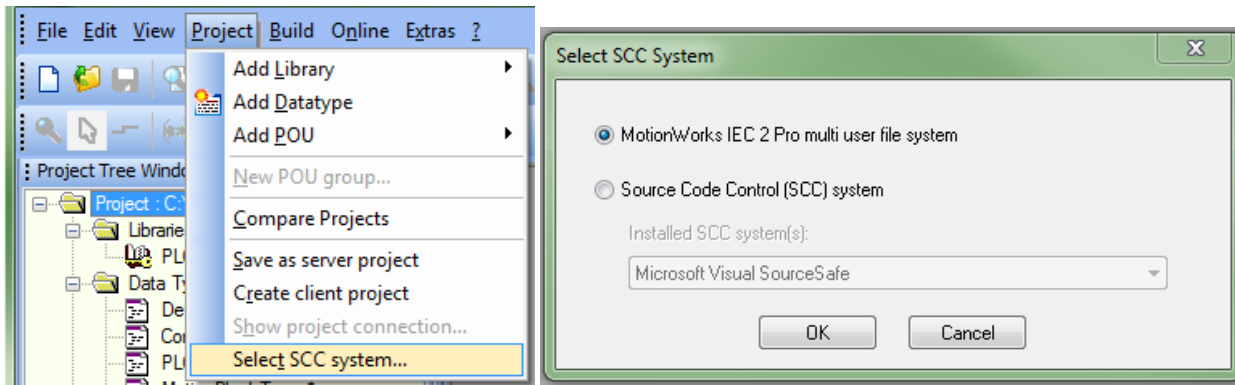 File Edit View Project Build Online Extras ?
Add Library
Add Datatype
Add POU
Project Tree Windo
New POU group...
Project : C:\
Compare Projects
Librarie
PL
Save as server project
Data Ty
Create client project
De
Show project connection...
Cor
Select SCC system...
PL
Select SCC System
MotionWorks IEC 2 Pro multi user file system
Source Code Control (SCC) system
Installed SCC system(s):
Microsoft Visual SourceSafe
OK Cancel